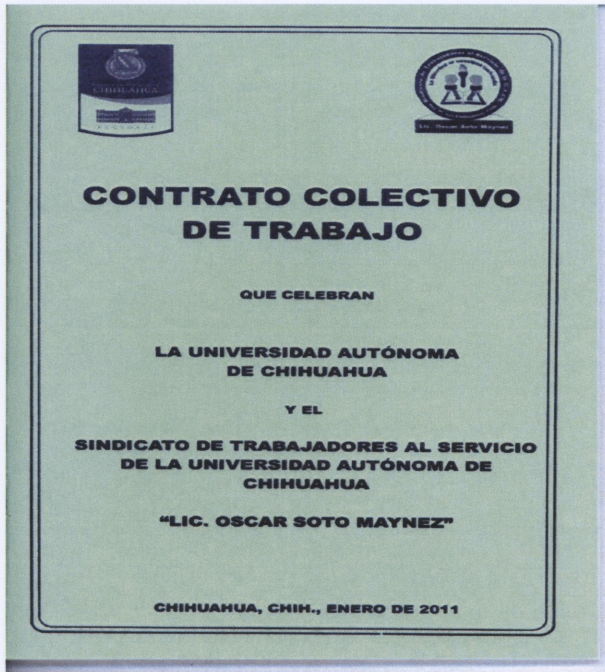 CHIHUAHUA
Lic. Oscar Soto Maynez
CONTRATO COLECTIVO
DE TRABAJO
QUE CELEBRAN
LA UNIVERSIDAD AUTÓNOMA
DE CHIHUAHUA
Y EL
SINDICATO DE TRABAJADORES AL SERVICIO
DE LA UNIVERSIDAD AUTÓNOMA DE
CHIHUAHUA
“LIC. OSCAR SOTO MAYNEZ”
CHIHUAHUA, CHIH., ENERO DE 2011